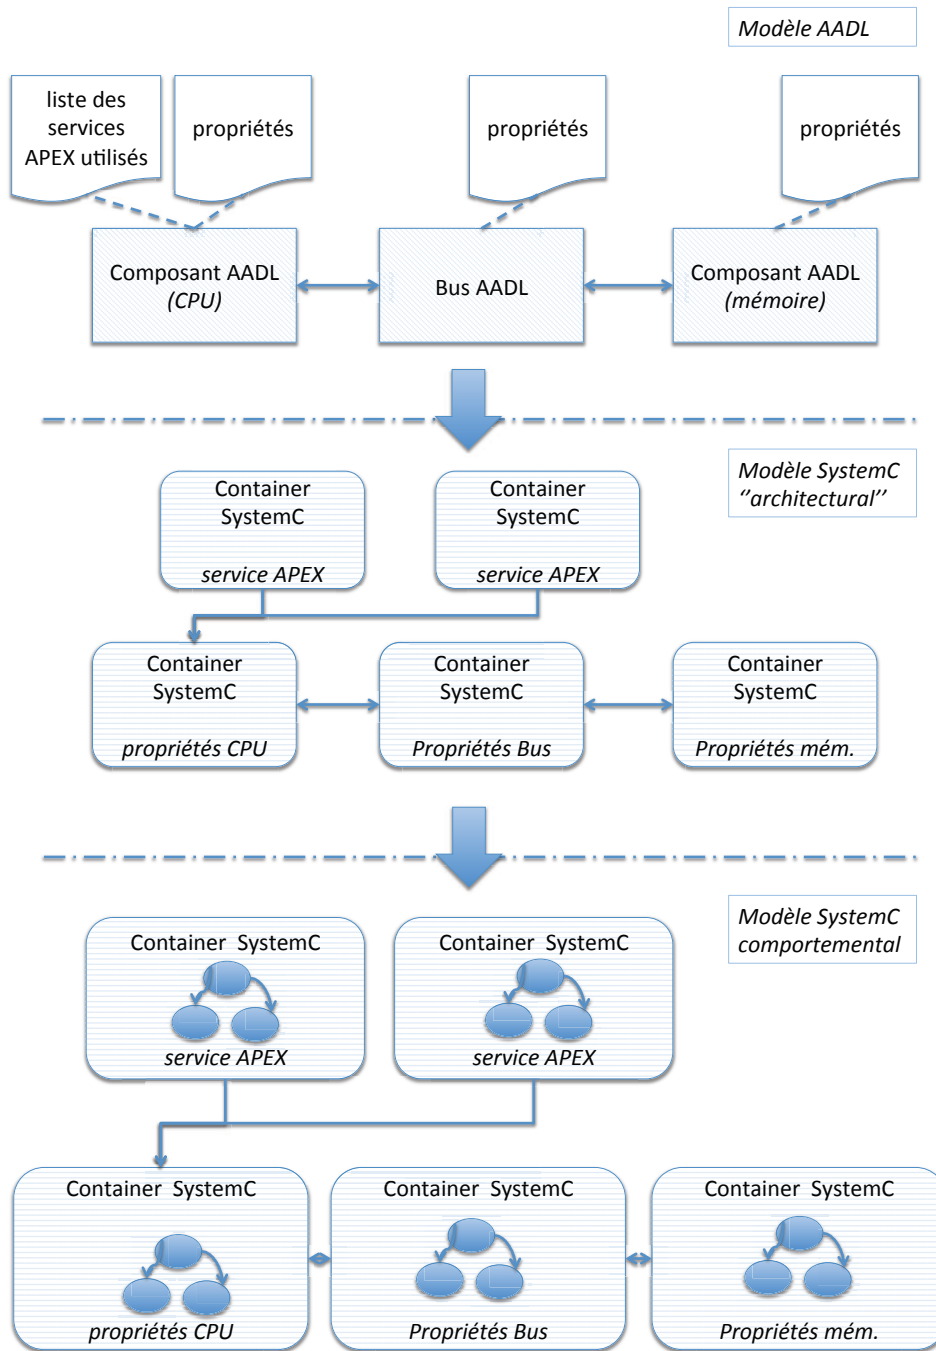 Modèle AADL
liste des
services
APEX utilisés
propriétés
propriétés
propriétés
Composant AADL
(CPU)
Bus AADL
Composant AADL
(mémoire)
Modèle SystemC
‘’architectural’’
Container
SystemC
service APEX
Container
SystemC
service APEX
Container
SystemC
propriétés CPU
Container
SystemC
Propriétés Bus
Container
SystemC
Propriétés mém.
Modèle SystemC
comportemental
Container SystemC
service APEX
Container SystemC
service APEX
Container SystemC
propriétés CPU
Container SystemC
Propriétés Bus
Container SystemC
Propriétés mém.